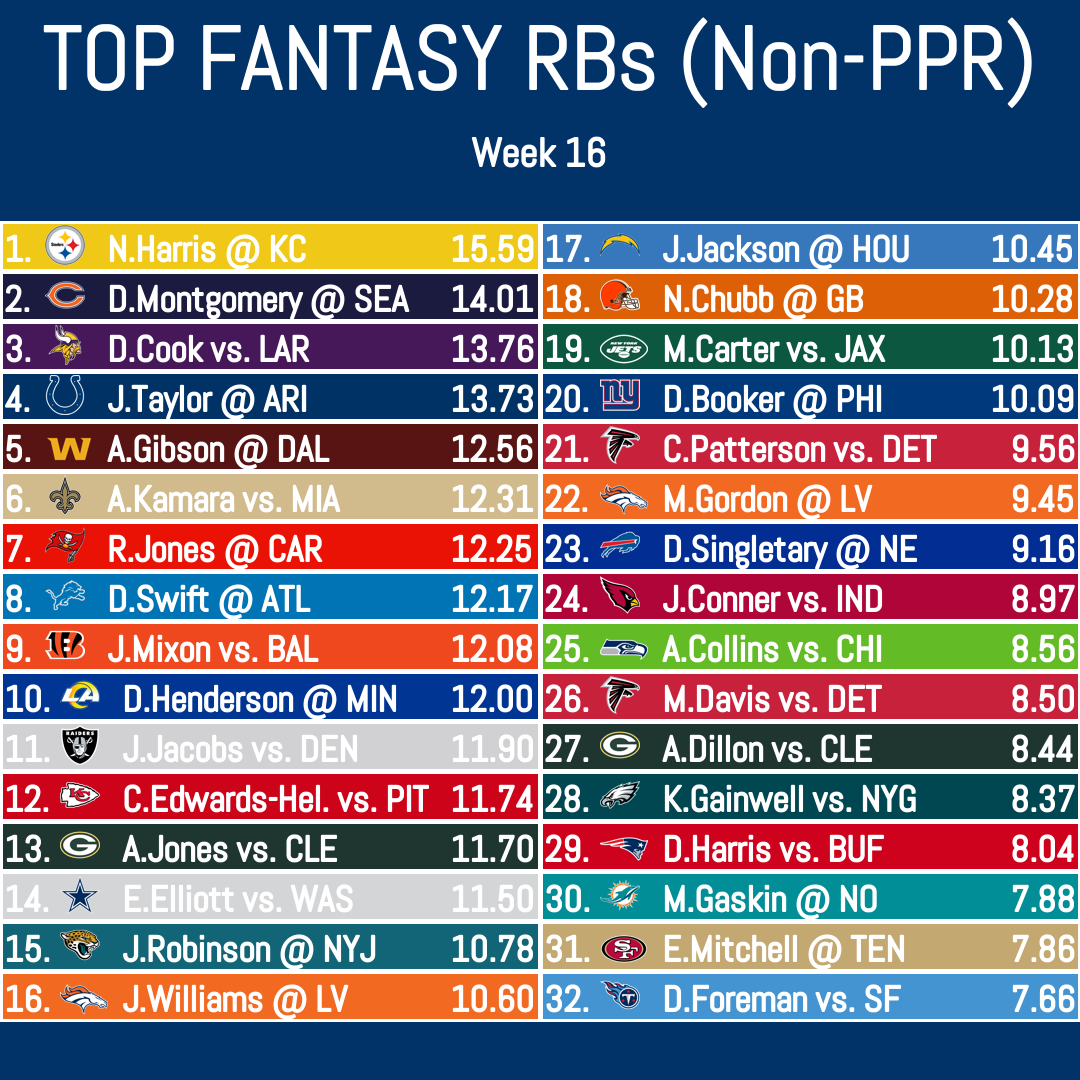 TOP FANTASY RBs (Non-PPR)
Week 16
1. N.Harris @ KC 15.59
2. D.Montgomery @ SEA 14.01
3. D.Cook vs. LAR 13.76
4. J.Taylor @ ARI 13.73
5. A.Gibson @ DAL 12.56
6. A.Kamara vs. MIA 12.31
7. R.Jones @ CAR 12.25
8. D.Swift @ ATL 12.17
9. J.Mixon vs. BAL 12.08
10. D.Henderson @ MIN 12.00
11. J.Jacobs vs. DEN 11.90
12. C.Edwards-Hel. vs. PIT 11.74
13. A.Jones vs. CLE 11.70
14. E.Elliott vs. WAS 11.50
15. J.Robinson @ NYJ 10.78
16. J.Williams @ LV 10.60
17. J.Jackson @ HOU 10.45
18. N.Chubb @ GB 10.28
19. NEW YORK JETS M.Carter vs. JAX 10.13
20. ny D.Booker @ PHI 10.09
21. C.Patterson vs. DET 9.56
22. M.Gordon @ LV 9.45
23. D.Singletary @ NE 9.16
24. J.Conner vs. IND 8.97
25. A.Collins vs. CHI 8.56
26. M.Davis vs. DET 8.50
27. A.Dillon vs. CLE 8.44
28. K.Gainwell vs. NYG 8.37
29. D.Harris vs. BUF 8.04
30. M.Gaskin @ NO 7.88
31. E.Mitchell @ TEN 7.86
32. D.Foreman vs. SF 7.66